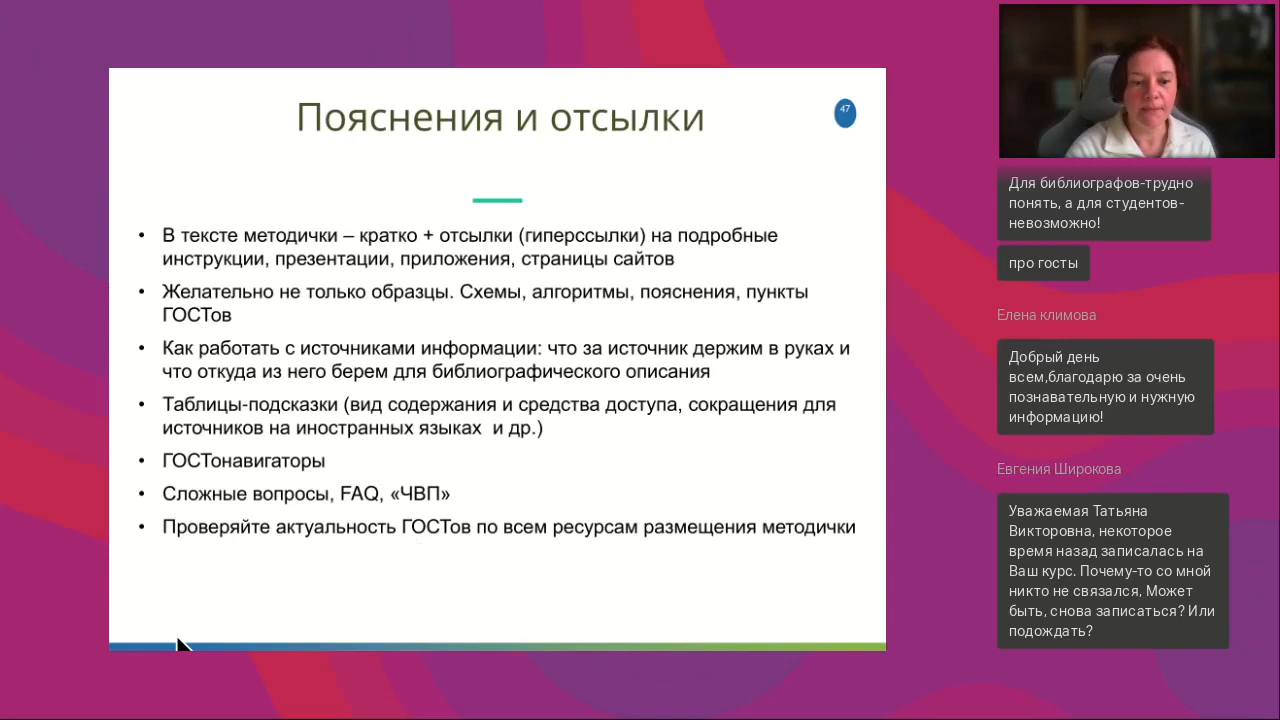 Пояснения и отсылки
47
• В тексте методички – кратко + отсылки (гиперссылки) на подробные
инструкции, презентации, приложения, страницы сайтов
• Желательно не только образцы. Схемы, алгоритмы, пояснения, пункты
ГОСТов
• Как работать с источниками информации: что за источник держим в руках и
что откуда из него берем для библиографического описания
• Таблицы-подсказки (вид содержания и средства доступа, сокращения для
источников на иностранных языках и др.)
• ГОСТонавигаторы
• Сложные вопросы, FAQ, «ЧВП»
• Проверяйте актуальность ГОСТов по всем ресурсам размещения методички
Для библиографов-трудно
понять, а для студентов-
невозможно!
про госты
Елена климова
Добрый день
всем,благодарю за очень
познавательную и нужную
информацию!
Евгения Широкова
Уважаемая Татьяна
Викторовна, некоторое
время назад записалась на
Ваш курс. Почему-то со мной
никто не связался, Может
быть, снова записаться? Или
подождать?